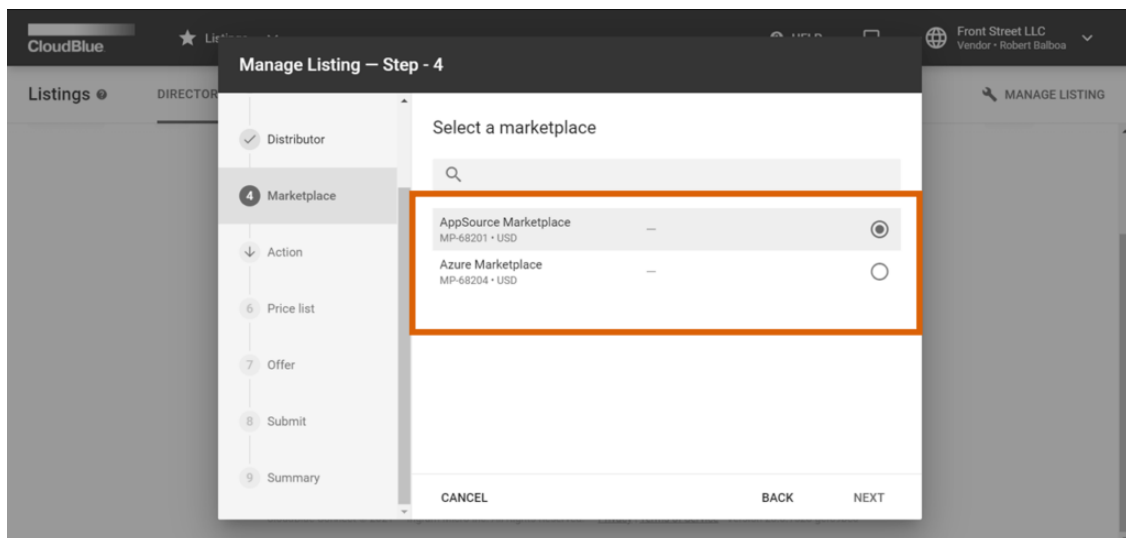 CloudBlue
Front Street LLC
Vendor • Robert Balboa
Manage Listing — Step - 4
Listings
MANAGE LISTING
Distributor
4 Marketplace
Action
6 Price list
7 Offer
8 Submit
9 Summary
Select a marketplace
AppSource Marketplace —
MP-68201 • USD
Azure Marketplace —
MP-68204 • USD
CANCEL BACK NEXT